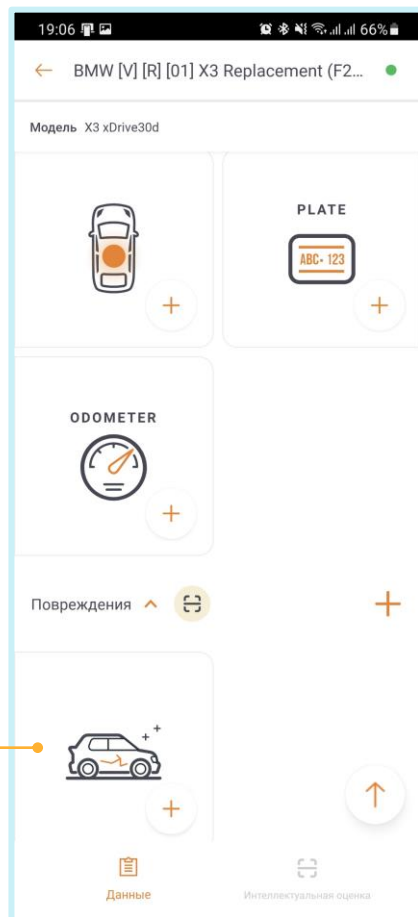 19:06 66%
BMW [V] [R] [01] X3 Replacement (F2...
Модель X3 xDrive30d
PLATE
ABC• 123
ODOMETER
Повреждения
Данные Интеллектуальная оценка